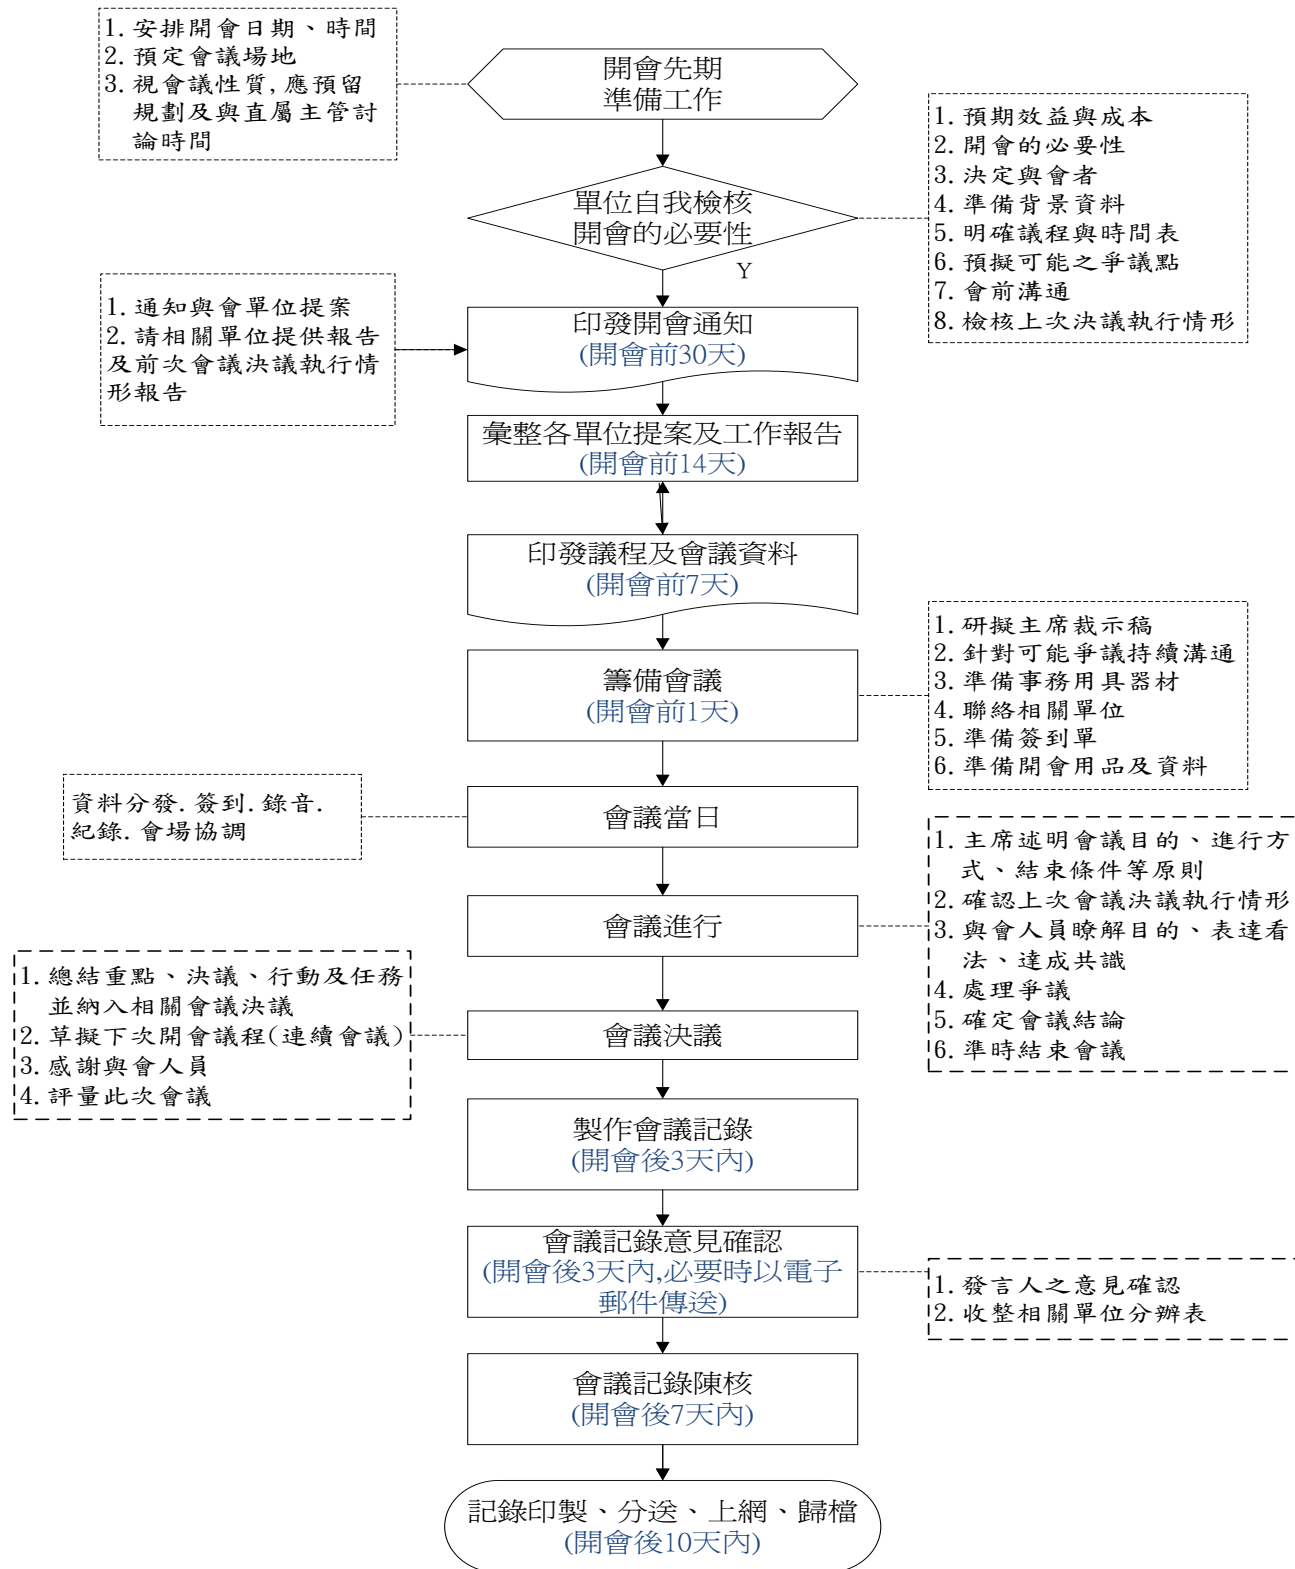 1. 安排開會日期、時間
2. 預定會議場地
3. 視會議性質, 應預留
規劃及與直屬主管討
論時間
開會先期
準備工作
單位自我檢核
開會的必要性
Y
1. 預期效益與成本
2. 開會的必要性
3. 決定與會者
4. 準備背景資料
5. 明確議程與時間表
6. 預擬可能之爭議點
7. 會前溝通
8. 檢核上次決議執行情形
1. 通知與會單位提案
2. 請相關單位提供報告
及前次會議決議執行情
形報告
印發開會通知
(開會前30天)
彙整各單位提案及工作報告
(開會前14天)
印發議程及會議資料
(開會前7天)
籌備會議
(開會前1天)
1. 研擬主席裁示稿
2. 針對可能爭議持續溝通
3. 準備事務用具器材
4. 聯絡相關單位
5. 準備簽到單
6. 準備開會用品及資料
資料分發. 簽到. 錄音.
紀錄. 會場協調
會議當日
會議進行
1. 主席述明會議目的、進行方
式、結束條件等原則
2. 確認上次會議決議執行情形
3. 與會人員瞭解目的、表達看
法、達成共識
4. 處理爭議
5. 確定會議結論
6. 準時結束會議
1. 總結重點、決議、行動及任務
並納入相關會議決議
2. 草擬下次開會議程(連續會議)
3. 感謝與會人員
4. 評量此次會議
會議決議
製作會議記錄
(開會後3天內)
會議記錄意見確認
(開會後3天內,必要時以電子
郵件傳送)
1. 發言人之意見確認
2. 收整相關單位分辦表
會議記錄陳核
(開會後7天內)
記錄印製、分送、上網、歸檔
(開會後10天內)